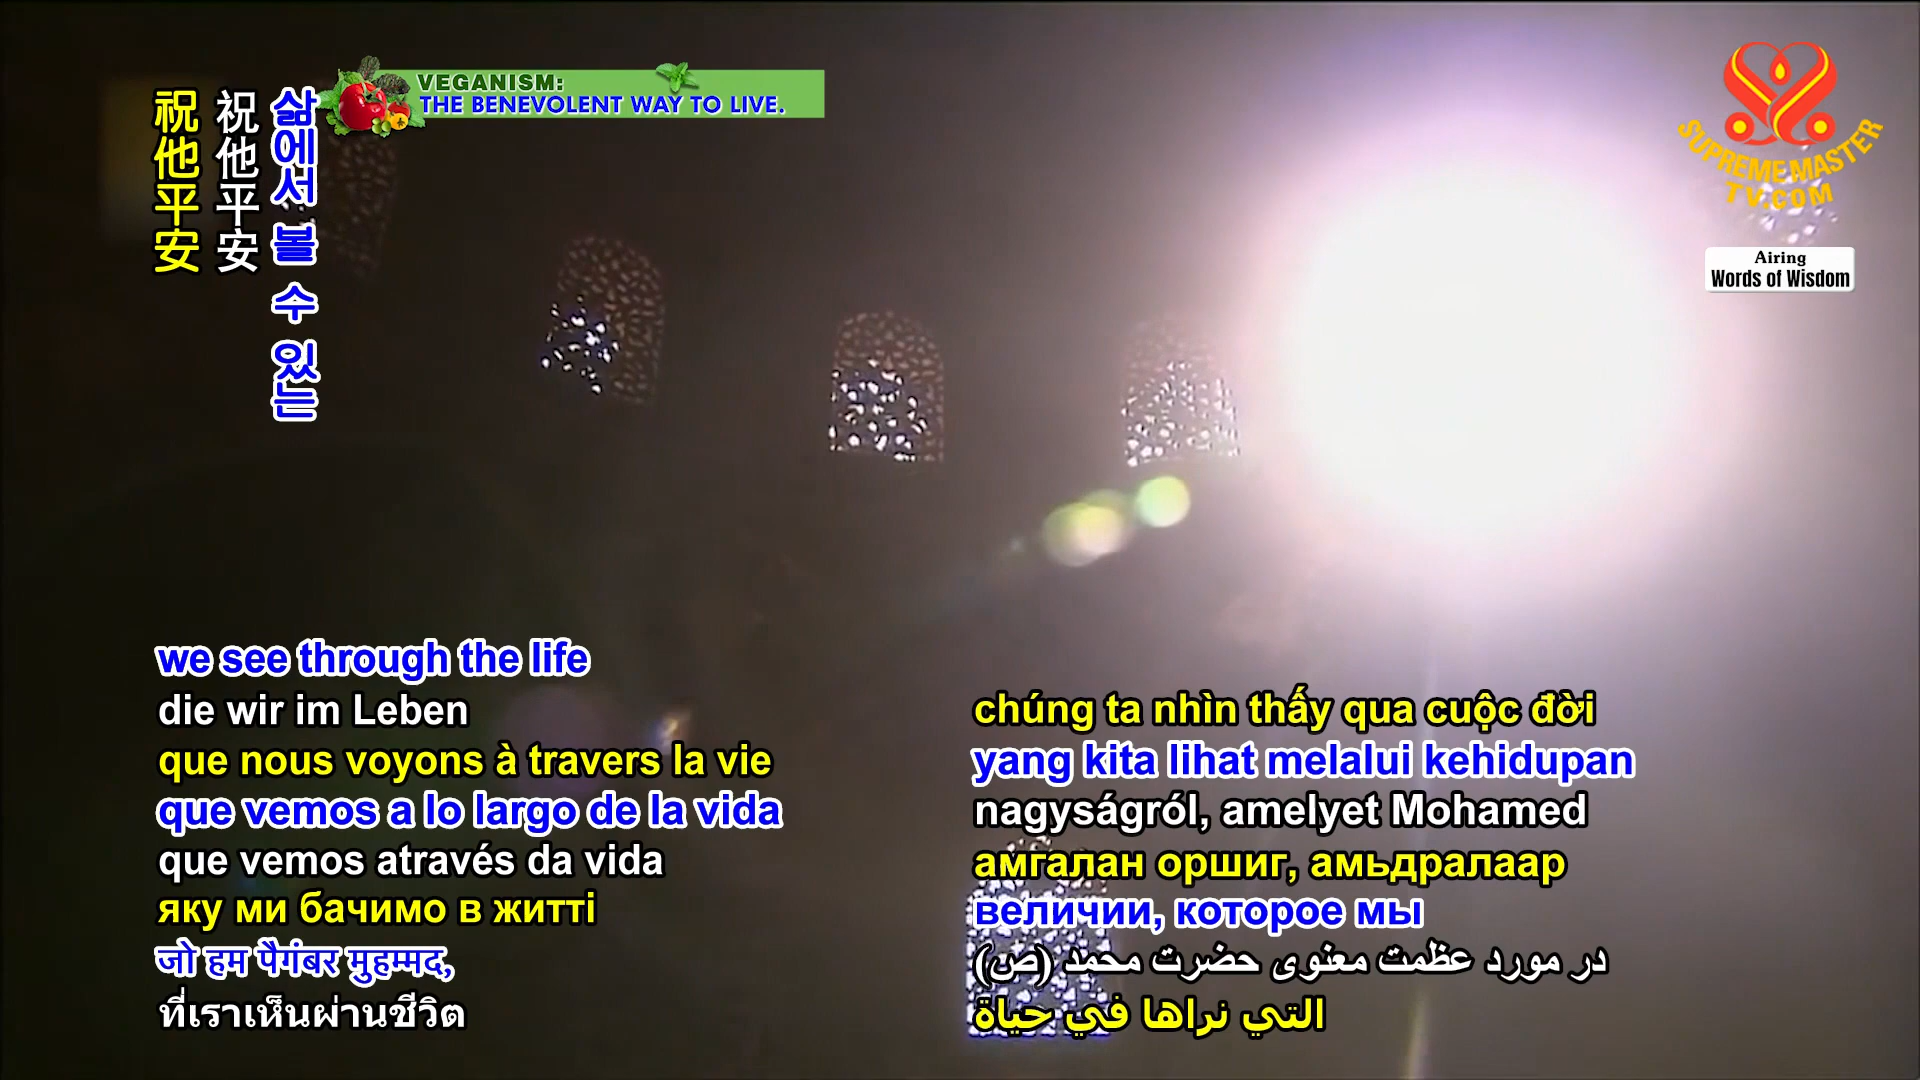 VEGANISM:
THE BENEVOLENT WAY TO LIVE.
SUPREMEMASTER
TV.COM
Airing
Words of Wisdom
삶에서 볼 수 있는
祝他平安
祝他平安
we see through the life
die wir im Leben
que nous voyons à travers la vie
que vemos a lo largo de la vida
que vemos através da vida
яку ми бачимо в житті
जो हम पैगंबर मुहम्मद,
ที่เราเห็นผ่านชีวิต
chúng ta nhìn thấy qua cuộc đời
yang kita lihat melalui kehidupan
nagyságról, amelyet Mohamed
амгалан оршиг, амьдралаар
величии, которое мы
در مورد عظمت معنوی حضرت محمد (ص)
التي نراها في حياة